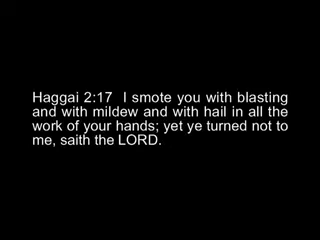 Haggai 2:17  I smote you with blasting
and with mildew and with hail in all the
work of your hands; yet ye turned not to
me, saith the LORD.